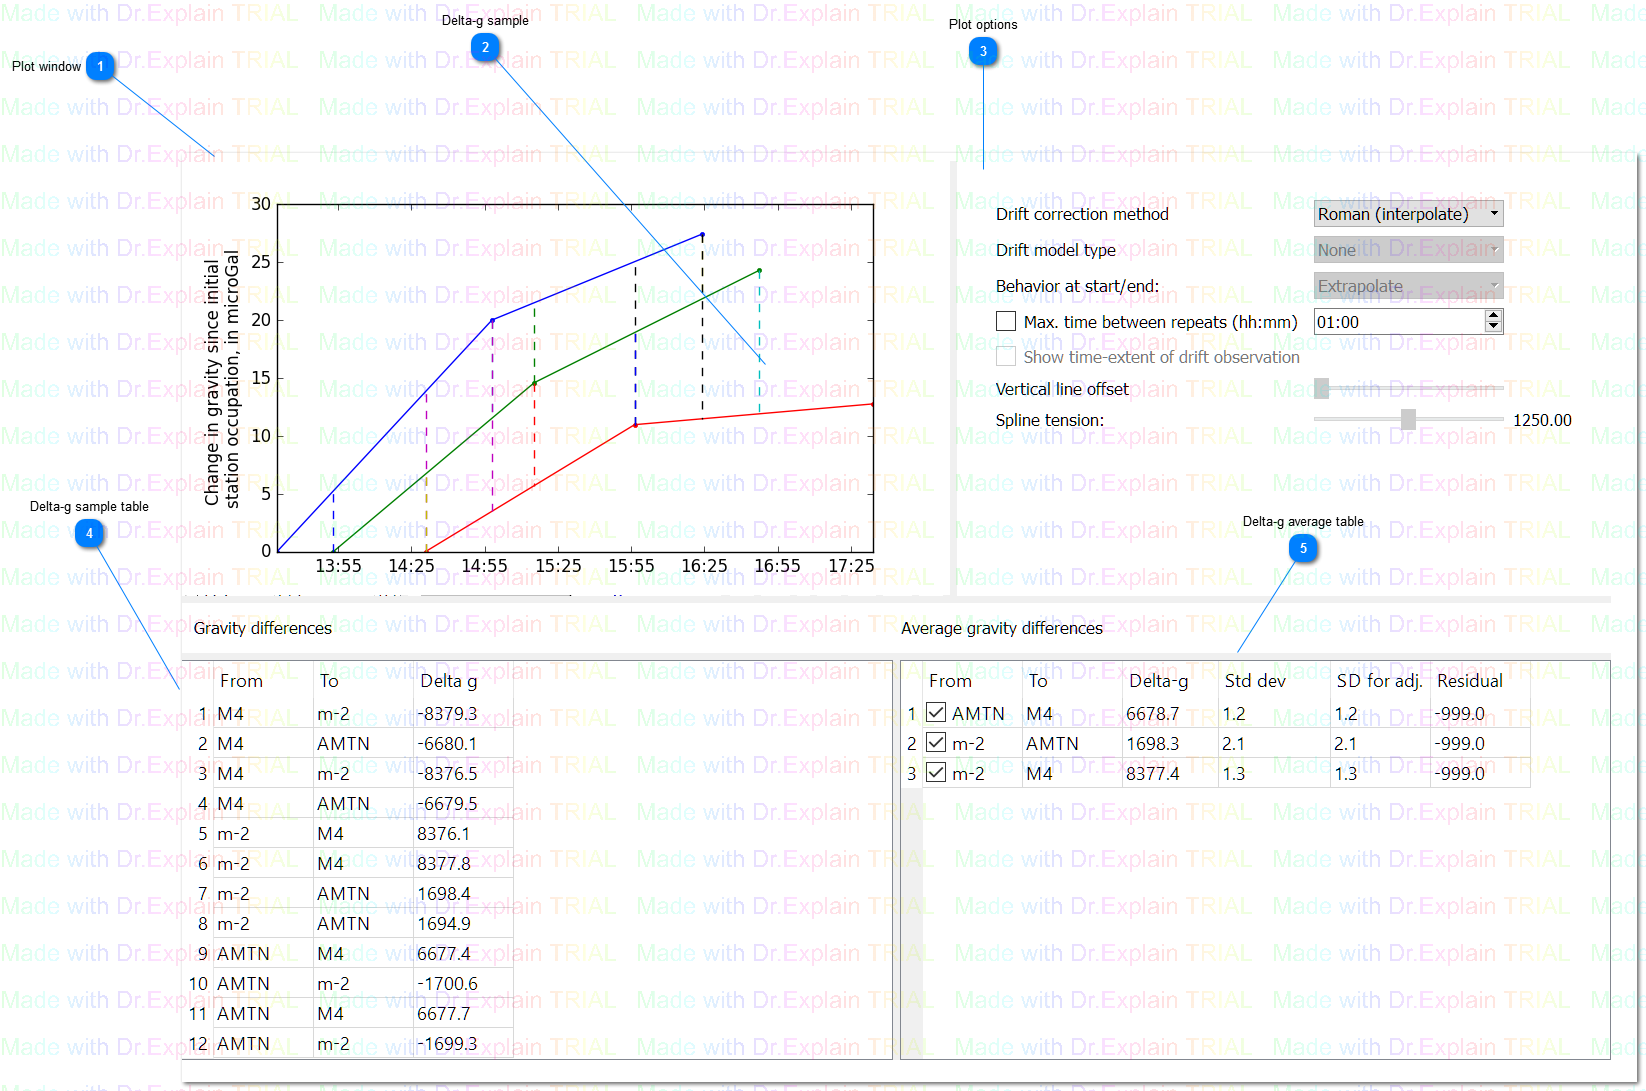 Delta-g sample
Plot options
2
3
Plot window
1
30
25
20
15
10
5
0
Change in gravity since initial
station occupation, in microGal
13:55 14:25 14:55 15:25 15:55 16:25 16:55 17:25
Drift correction method Roman (interpolate)
Drift model type None
Behavior at start/end: Extrapolate
Max. time between repeats (hh:mm) 01:00
Show time-extent of drift observation
Vertical line offset
Spline tension: 1250.00
Delta-g sample table
4
Delta-g average table
5
Gravity differences
From To Delta g
1 M4 m-2 -8379.3
2 M4 AMTN -6680.1
3 M4 m-2 -8376.5
4 M4 AMTN -6679.5
5 m-2 M4 8376.1
6 m-2 M4 8377.8
7 m-2 AMTN 1698.4
8 m-2 AMTN 1694.9
9 AMTN M4 6677.4
10 AMTN m-2 -1700.6
11 AMTN M4 6677.7
12 AMTN m-2 -1699.3
Average gravity differences
From To Delta-g Std dev SD for adj. Residual
1 AMTN M4 6678.7 1.2 1.2 -999.0
2 m-2 AMTN 1698.3 2.1 2.1 -999.0
3 m-2 M4 8377.4 1.3 1.3 -999.0
Made with Dr.Explain TRIAL